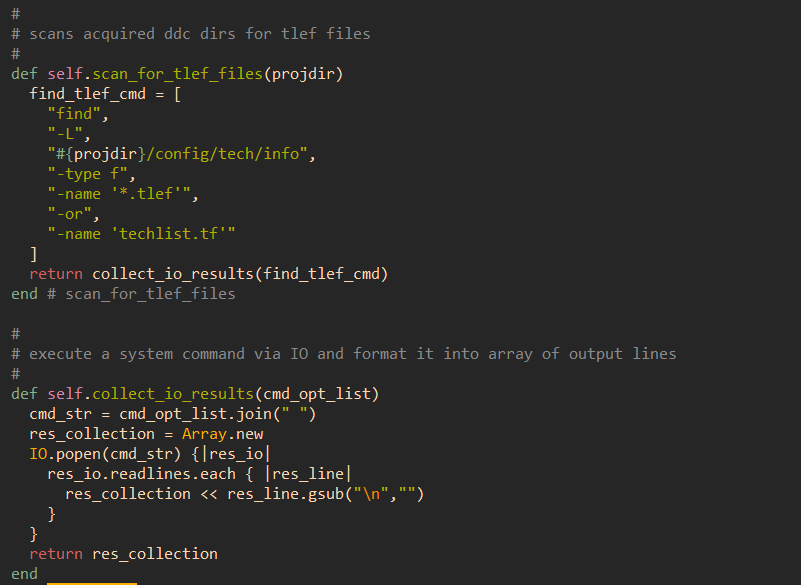 #
# scans acquired ddc dirs for tlef files
#
def self.scan_for_tlef_files(projdir)
  find_tlef_cmd = [
    "find",
    "-L",
    "#{projdir}/config/tech/info",
    "-type f",
    "-name '*.tlef'",
    "-or",
    "-name 'techlist.tf'"
  ]
  return collect_io_results(find_tlef_cmd)
end # scan_for_tlef_files

#
# execute a system command via IO and format it into array of output lines
#
def self.collect_io_results(cmd_opt_list)
  cmd_str = cmd_opt_list.join(" ")
  res_collection = Array.new
  IO.popen(cmd_str) {|res_io|
    res_io.readlines.each { |res_line|
      res_collection << res_line.gsub("\n","")
    }
  }
  return res_collection
end